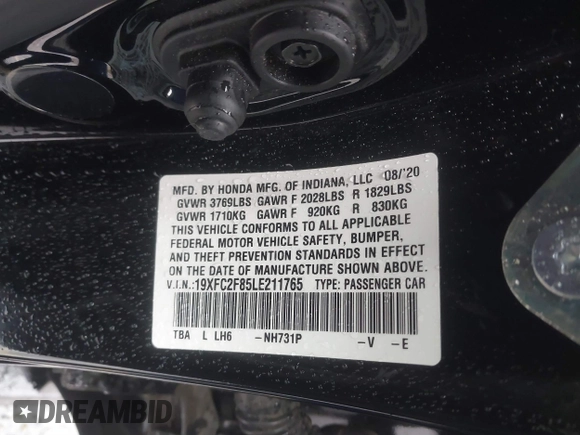 MFD. BY HONDA MFG. OF INDIANA, LLC 08/'20
GVWR 3769LBS GAWR F 2028LBS R 1829LBS
GVWR 1710KG GAWR F 920KG R 830KG
THIS VEHICLE CONFORMS TO ALL APPLICABLE
FEDERAL MOTOR VEHICLE SAFETY, BUMPER,
AND THEFT PREVENTION STANDARDS IN EFFECT
ON THE DATE OF MANUFACTURE SHOWN ABOVE.
V.I.N.:19XFC2F85LE211765 TYPE: PASSENGER CAR
TBA L LH6 -NH731P -V -E
DREAMBID